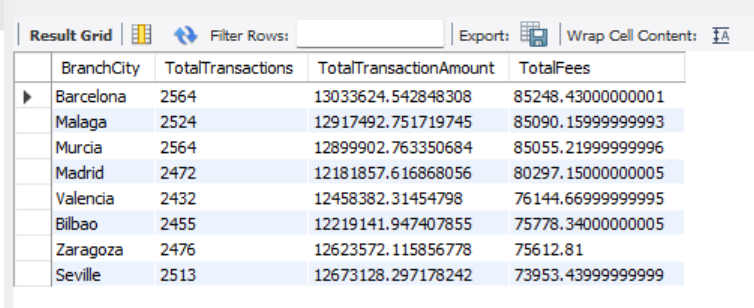 Result Grid Filter Rows: Export: Wrap Cell Content:
BranchCity TotalTransactions TotalTransactionAmount TotalFees
Barcelona 2564 13033624.542848308 85248.43000000001
Malaga 2524 12917492.751719745 85090.15999999993
Murcia 2564 12899902.763350684 85055.21999999996
Madrid 2472 12181857.616868056 80297.15000000005
Valencia 2432 12458382.31454798 76144.66999999995
Bilbao 2455 12219141.947407855 75778.34000000005
Zaragoza 2476 12623572.115856778 75612.81
Seville 2513 12673128.297178242 73953.43999999999